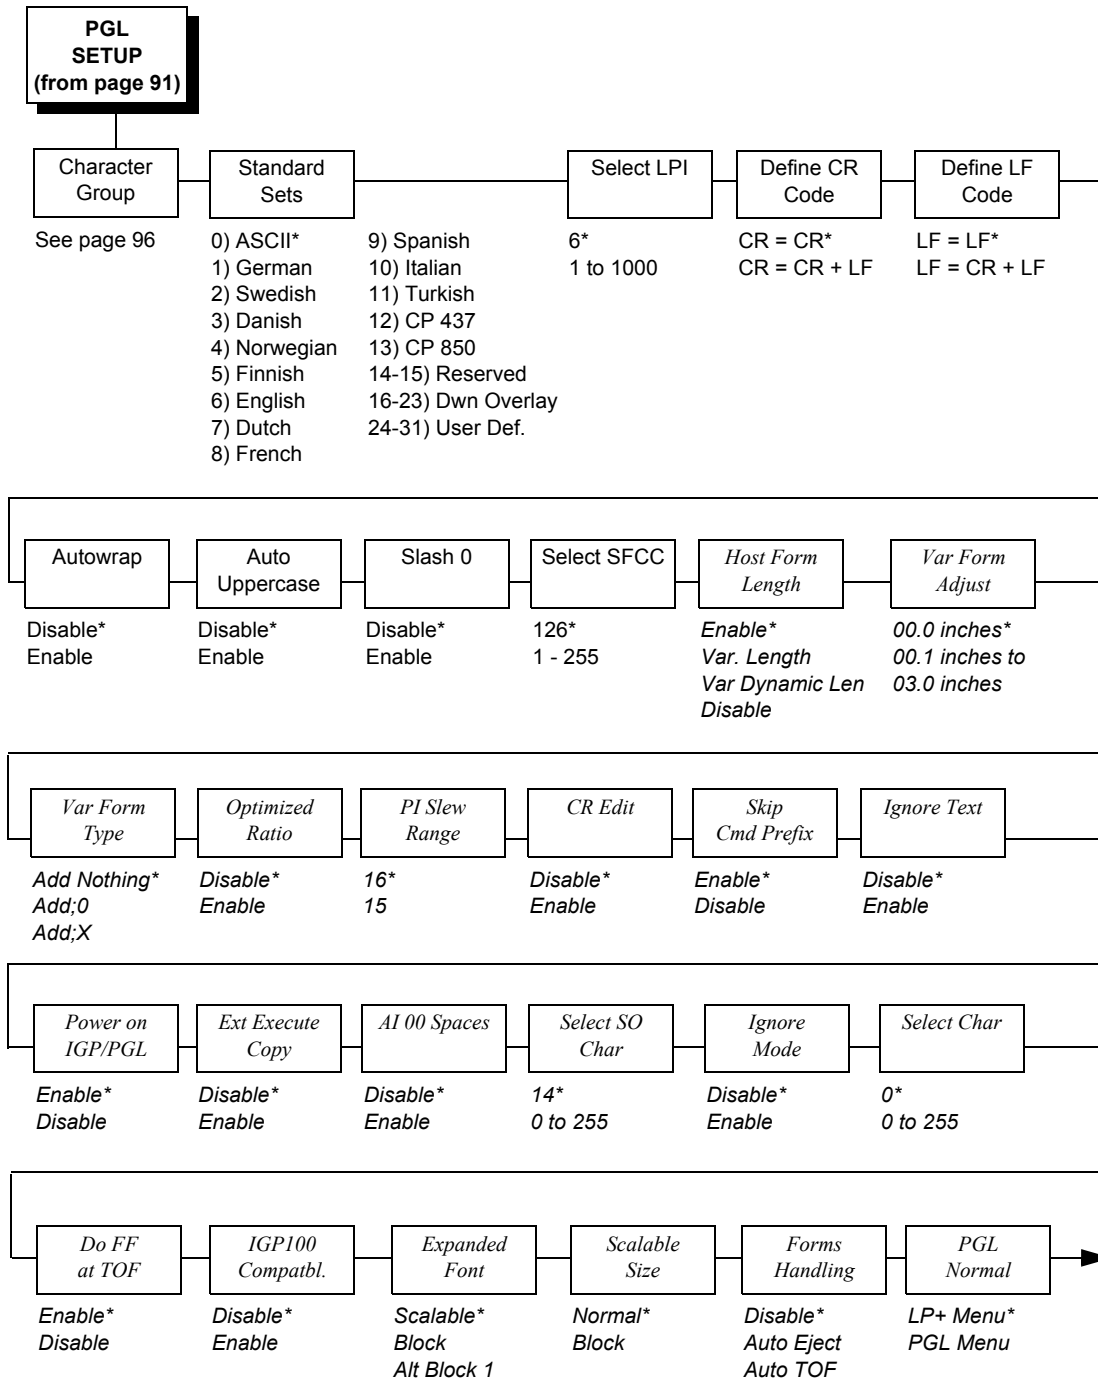 PGL
SETUP
(from page 91)
Character
Group
See page 96
Standard
Sets
0) ASCII*
1) German
2) Swedish
3) Danish
4) Norwegian
5) Finnish
6) English
7) Dutch
8) French
9) Spanish
10) Italian
11) Turkish
12) CP 437
13) CP 850
14-15) Reserved
16-23) Dwn Overlay
24-31) User Def.
Select LPI
6*
1 to 1000
Define CR
Code
CR = CR*
CR = CR + LF
Define LF
Code
LF = LF*
LF = CR + LF
Autowrap
Disable*
Enable
Auto
Uppercase
Disable*
Enable
Slash 0
Disable*
Enable
Select SFCC
126*
1 - 255
Host Form
Length
Enable*
Var. Length
Var Dynamic Len
Disable
Var Form
Adjust
00.0 inches*
00.1 inches to
03.0 inches
Var Form
Type
Add Nothing*
Add;0
Add;X
Optimized
Ratio
Disable*
Enable
PI Slew
Range
16*
15
CR Edit
Disable*
Enable
Skip
Cmd Prefix
Enable*
Disable
Ignore Text
Disable*
Enable
Power on
IGP/PGL
Enable*
Disable
Ext Execute
Copy
Disable*
Enable
AI 00 Spaces
Disable*
Enable
Select SO
Char
14*
0 to 255
Ignore
Mode
Disable*
Enable
Select Char
0*
0 to 255
Do FF
at TOF
Enable*
Disable
IGP100
Compatbl.
Disable*
Enable
Expanded
Font
Scalable*
Block
Alt Block 1
Scalable
Size
Normal*
Block
Forms
Handling
Disable*
Auto Eject
Auto TOF
PGL
Normal
LP+ Menu*
PGL Menu